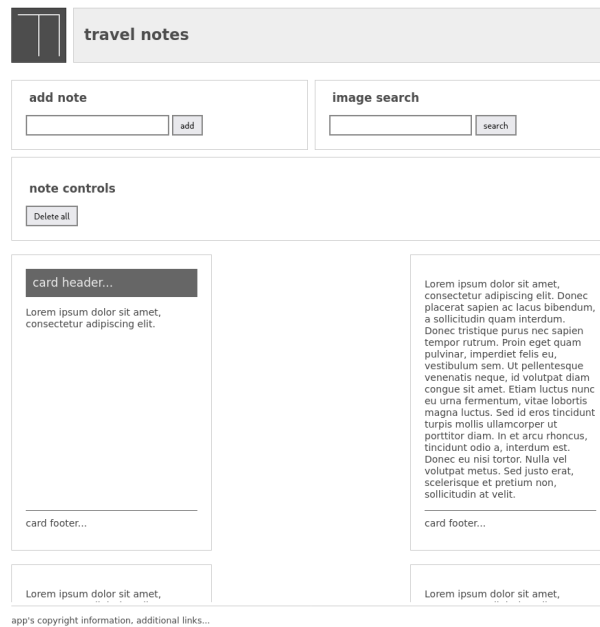 travel notes
add note
image search
add
search
note controls
Delete all
card header...
Lorem ipsum dolor sit amet,
consectetur adipiscing elit.
card footer...
Lorem ipsum dolor sit amet,
consectetur adipiscing elit. Donec
placerat sapien ac lacus bibendum,
a sollicitudin quam interdum.
Donec tristique purus nec sapien
tempor rutrum. Proin eget quam
pulvinar, imperdiet felis eu,
vestibulum sem. Ut pellentesque
venenatis neque, id volutpat diam
congue sit amet. Etiam luctus nunc
eu urna fermentum, vitae lobortis
magna luctus. Sed id eros tincidunt
turpis mollis ullamcorper ut
porttitor diam. In et arcu rhoncus,
tincidunt odio a, interdum est.
Donec eu nisi tortor. Nulla vel
volutpat metus. Sed justo erat,
scelerisque et pretium non,
sollicitudin at velit.
card footer...
Lorem ipsum dolor sit amet,
Lorem ipsum dolor sit amet,
app's copyright information, additional links...